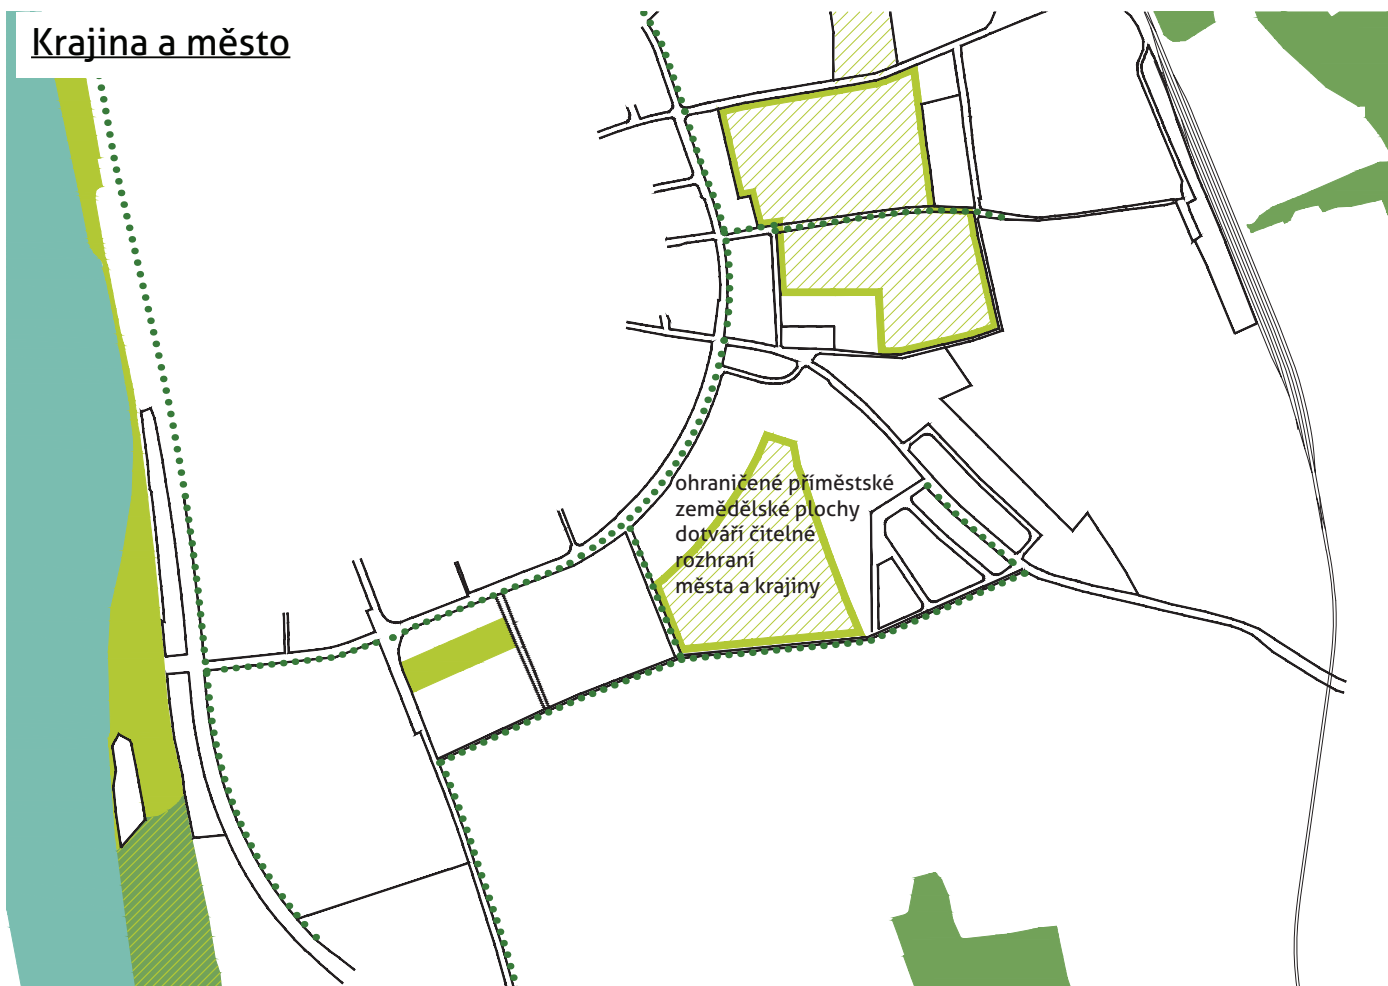 Krajina a město
ohraničené příměstské
zemědělské plochy
dotváří čitelné
rozhraní
města a krajiny